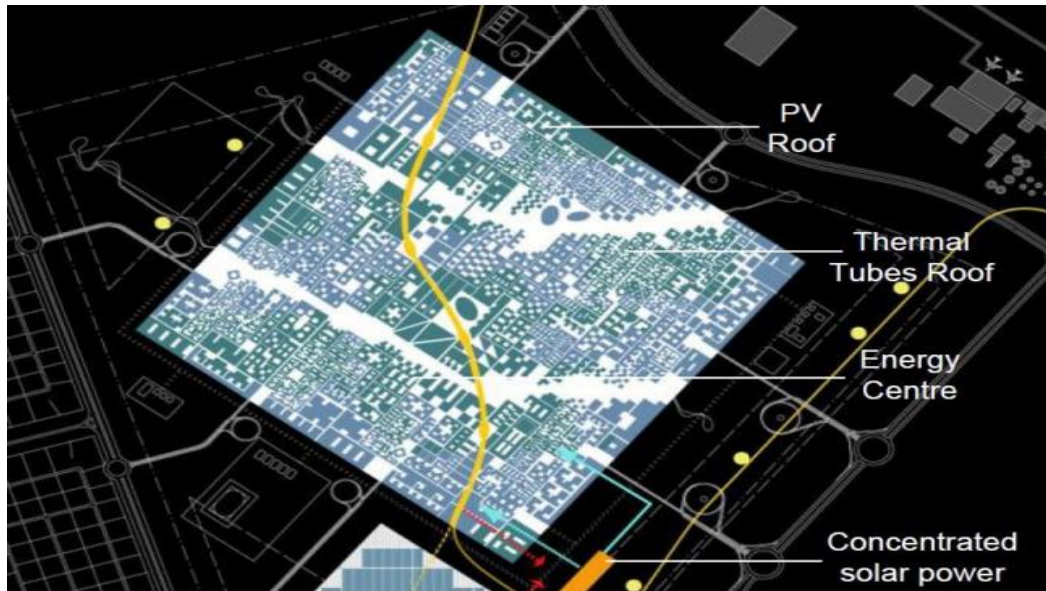 PV
Roof
Thermal
Tubes Roof
Energy
Centre
Concentrated
solar power